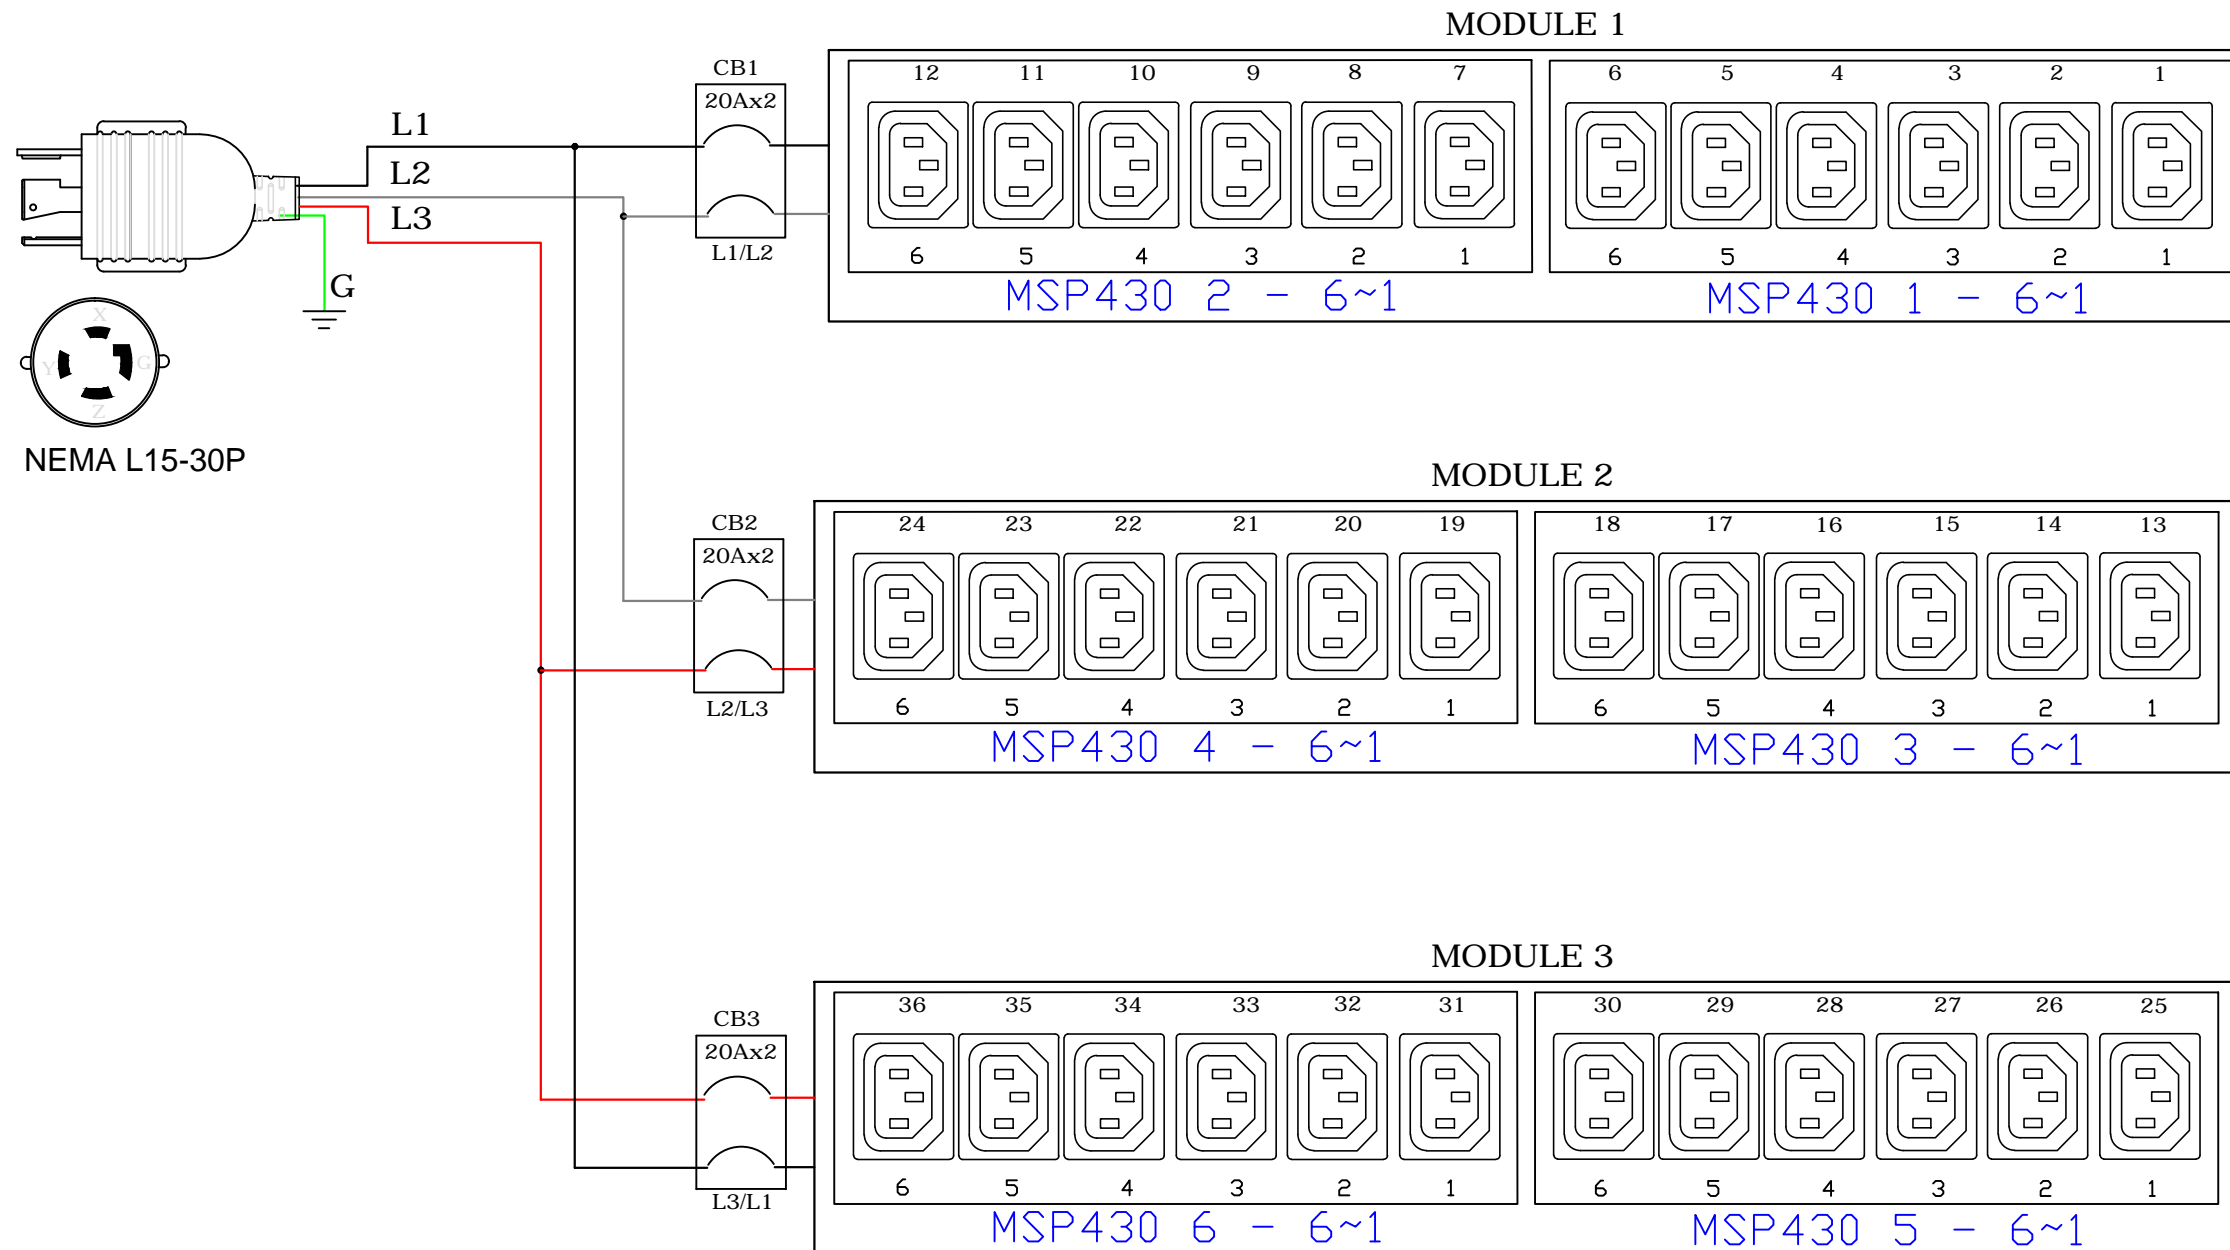 MODULE 1
CB1
20Ax2
L1/L2
12 11 10 9 8 7
6 5 4 3 2 1
6 5 4 3 2 1
6 5 4 3 2 1
MSP430 2 - 6~1
MSP430 1 - 6~1
L1
L2
L3
G
X
Y
G
Z
NEMA L15-30P
MODULE 2
CB2
20Ax2
L2/L3
24 23 22 21 20 19
18 17 16 15 14 13
6 5 4 3 2 1
6 5 4 3 2 1
MSP430 4 - 6~1
MSP430 3 - 6~1
MODULE 3
CB3
20Ax2
L3/L1
36 35 34 33 32 31
30 29 28 27 26 25
6 5 4 3 2 1
6 5 4 3 2 1
MSP430 6 - 6~1
MSP430 5 - 6~1